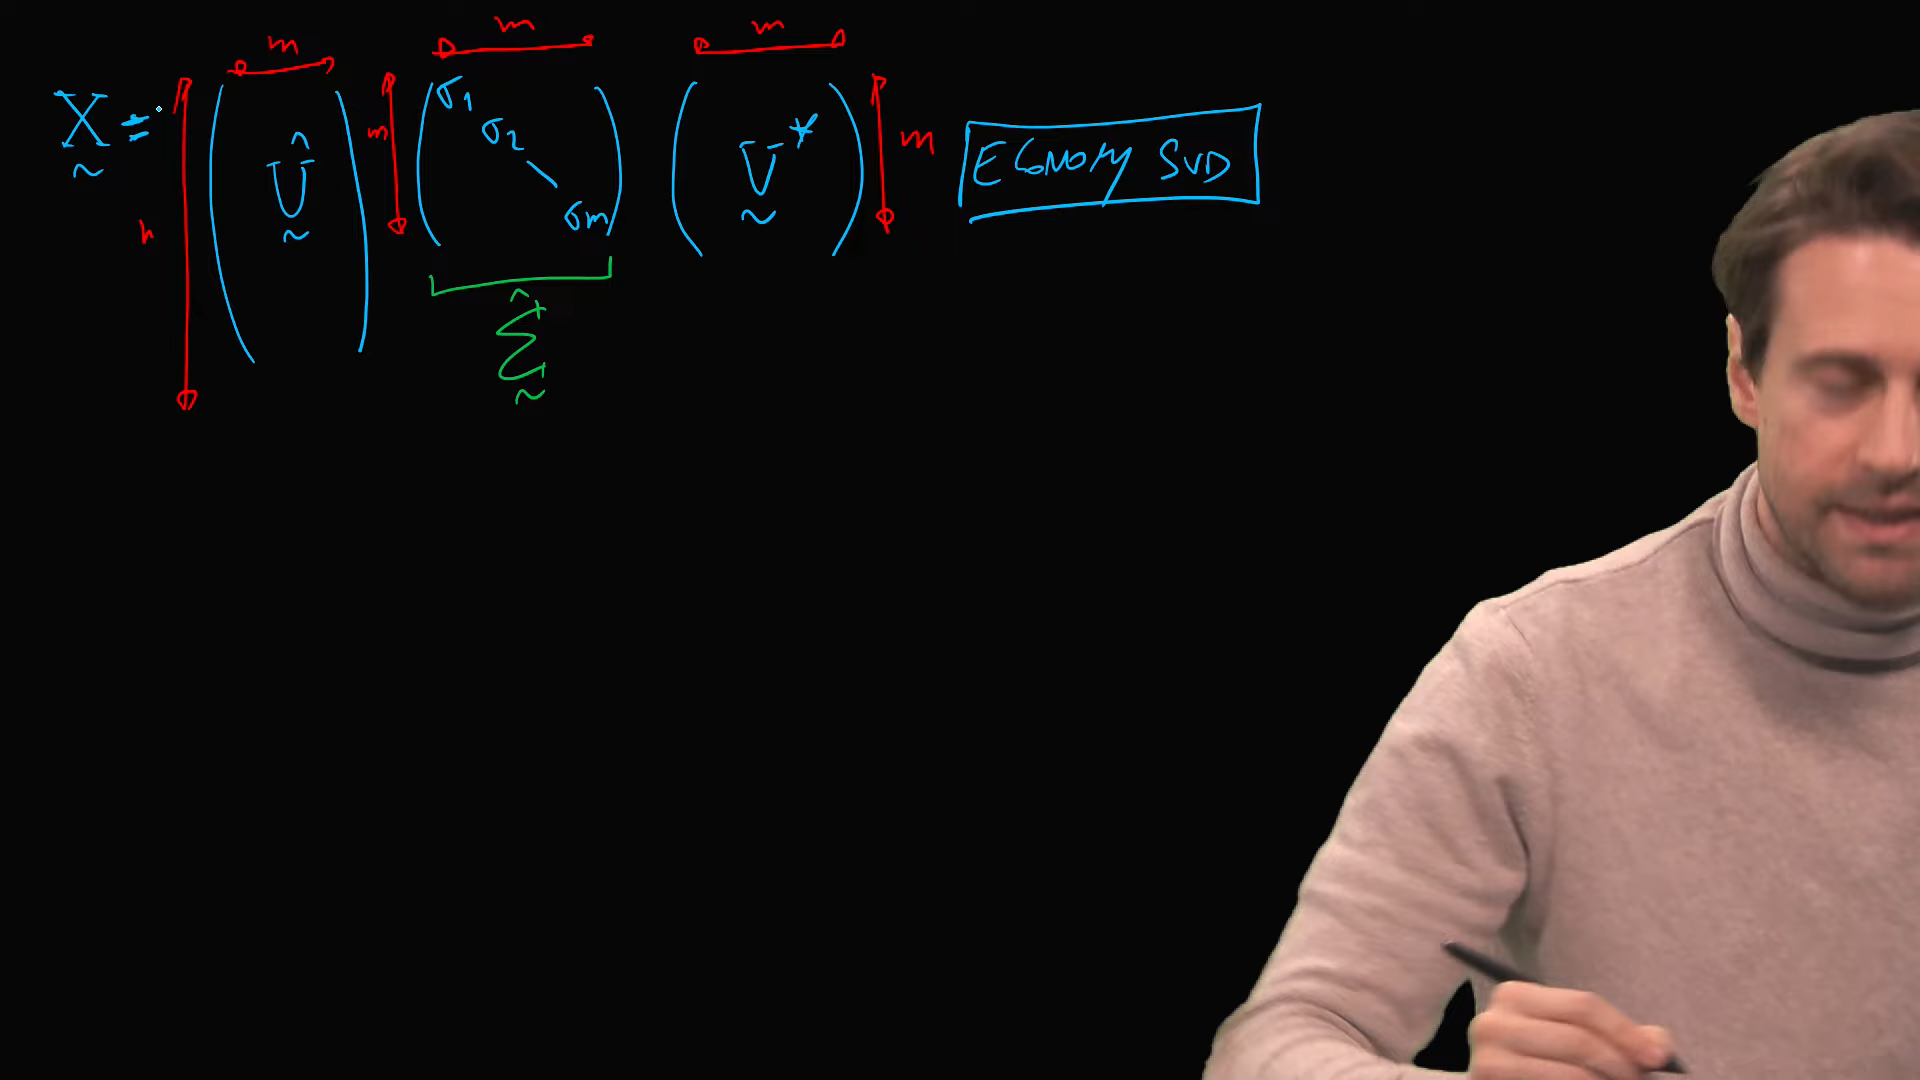 m m m
X = n ( Û ) m ( σ1 σ2 \ σm ) ( V* ) m ECONOMY SVD
Σ̂